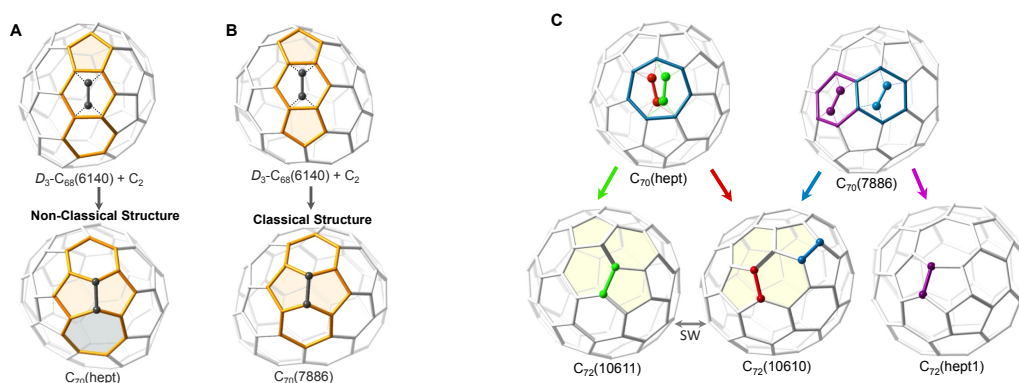 A
B
C
D3-C68(6140) + C2
D3-C68(6140) + C2
Non-Classical Structure
Classical Structure
C70(hept)
C70(7886)
C70(hept)
C70(7886)
SW
C72(10611)
C72(10610)
C72(hept1)